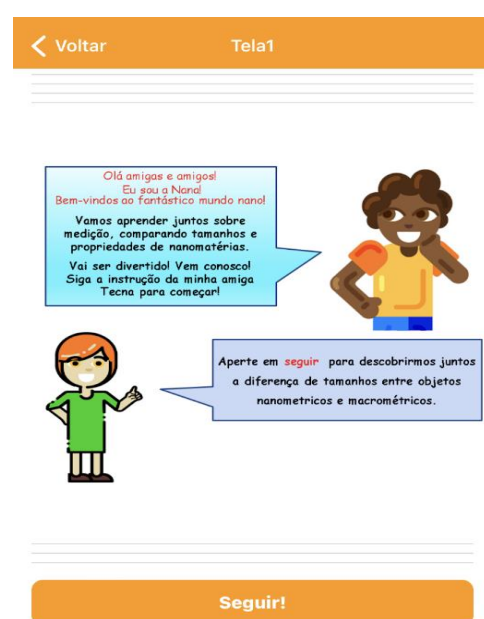 Voltar
Tela1
Olá amigas e amigos!
Eu sou a Nana!
Bem-vindos ao fantástico mundo nano!
Vamos aprender juntos sobre
medição, comparando tamanhos e
propriedades de nanomatérias.
Vai ser divertido! Vem conosco!
Siga a instrução da minha amiga
Tecna para começar!
Aperte em seguir para descobrirmos juntos
a diferença de tamanhos entre objetos
nanometricos e macrométricos.
Seguir!